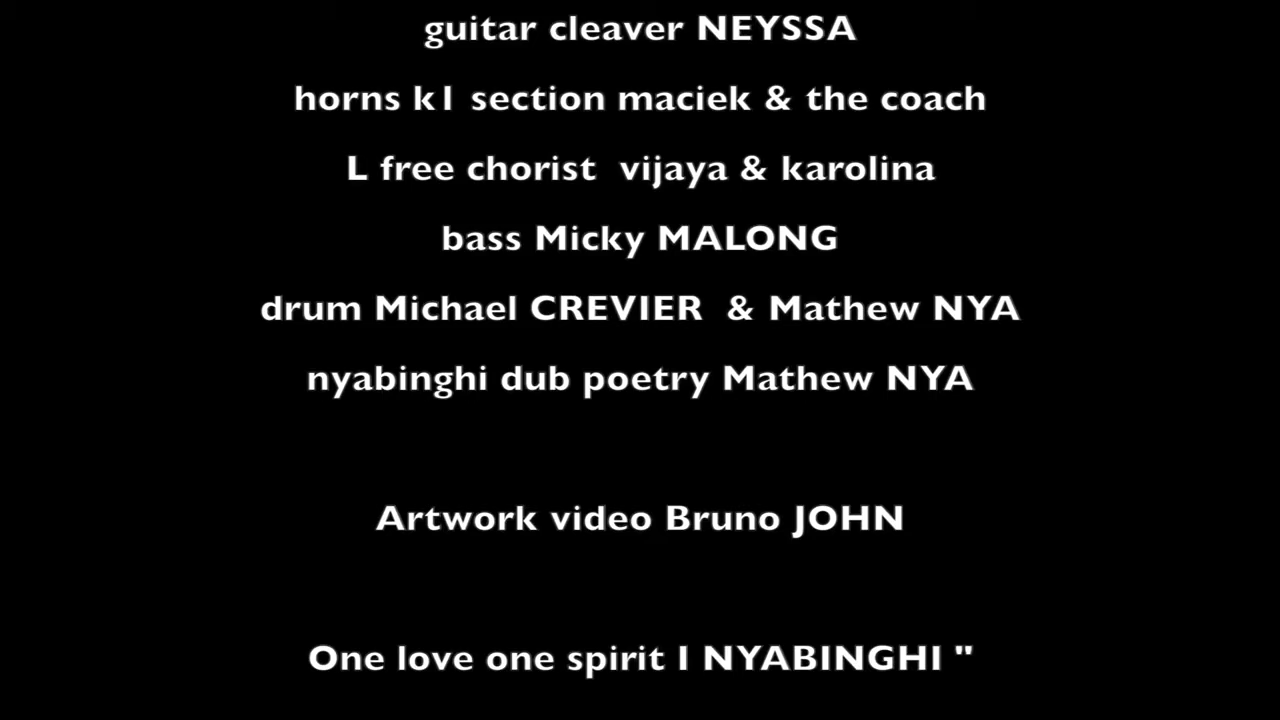 guitar cleaver NEYSSA
horns k1 section maciek & the coach
L free chorist  vijaya & karolina
bass Micky MALONG
drum Michael CREVIER  & Mathew NYA
nyabinghi dub poetry Mathew NYA
Artwork video Bruno JOHN
One love one spirit I NYABINGHI "